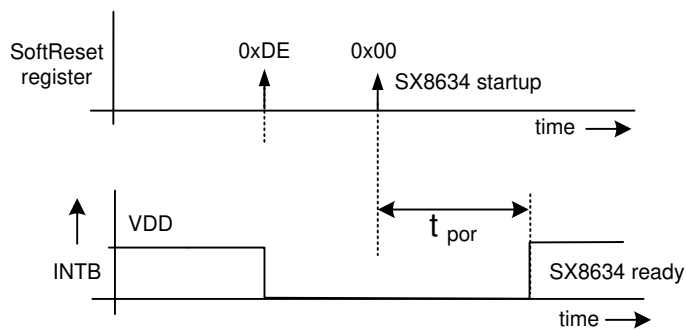 SoftReset
register
0xDE
0x00
SX8634 startup
time
VDD
INTB
t por
SX8634 ready
time